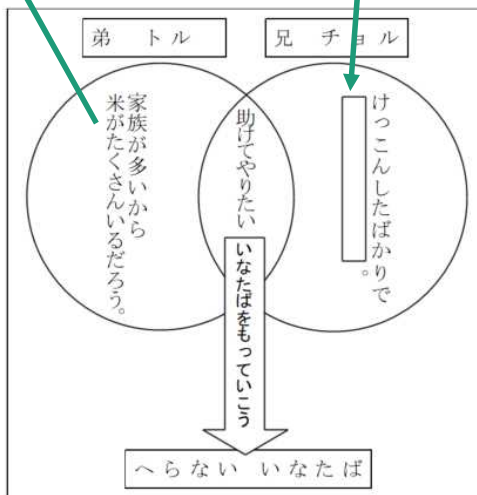 兄　チョル
弟　トル
けっこんしたばかりで
。
助けてやりたい
家族が多いから
米がたくさんいるだろう。
いなたばをもっていこう
へらない　いなたば